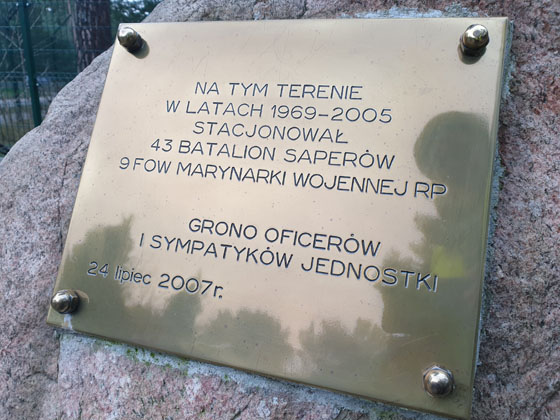 NA TYM TERENIE
W LATACH 1969-2005
STACJONOWAŁ
43 BATALION SAPERÓW
9 FOW MARYNARKI WOJENNEJ RP
GRONO OFICERÓW
I SYMPATYKÓW JEDNOSTKI
24 lipiec 2007r.